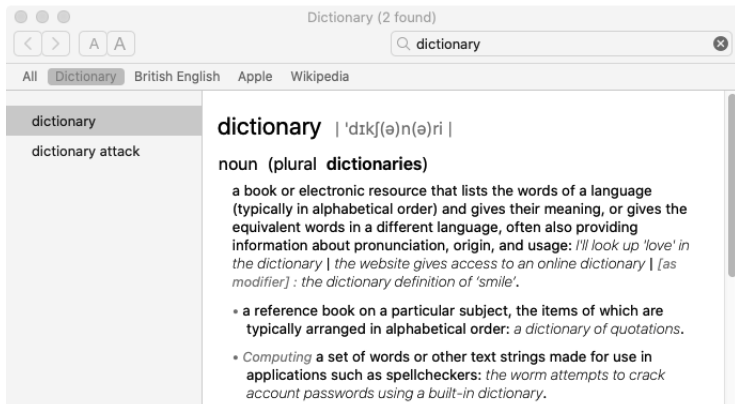 Dictionary (2 found)
A A
dictionary
All Dictionary British English Apple Wikipedia
dictionary
dictionary attack
dictionary | ˈdɪkʃ(ə)n(ə)ri |
noun (plural dictionaries)
a book or electronic resource that lists the words of a language
(typically in alphabetical order) and gives their meaning, or gives the
equivalent words in a different language, often also providing
information about pronunciation, origin, and usage: I'll look up 'love' in
the dictionary | the website gives access to an online dictionary | [as
modifier] : the dictionary definition of 'smile'.
• a reference book on a particular subject, the items of which are
typically arranged in alphabetical order: a dictionary of quotations.
• Computing a set of words or other text strings made for use in
applications such as spellcheckers: the worm attempts to crack
account passwords using a built-in dictionary.